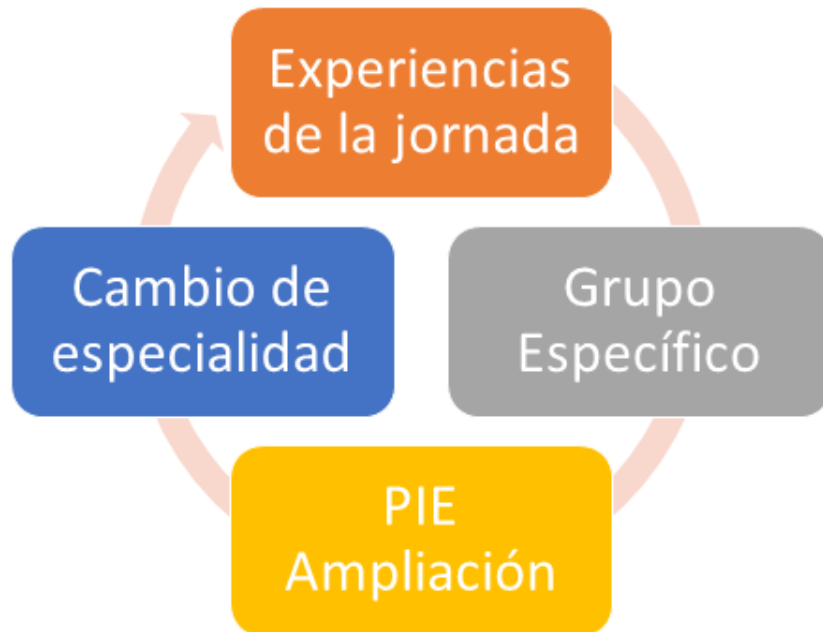 Experiencias
de la jornada
Grupo
Específico
PIE
Ampliación
Cambio de
especialidad